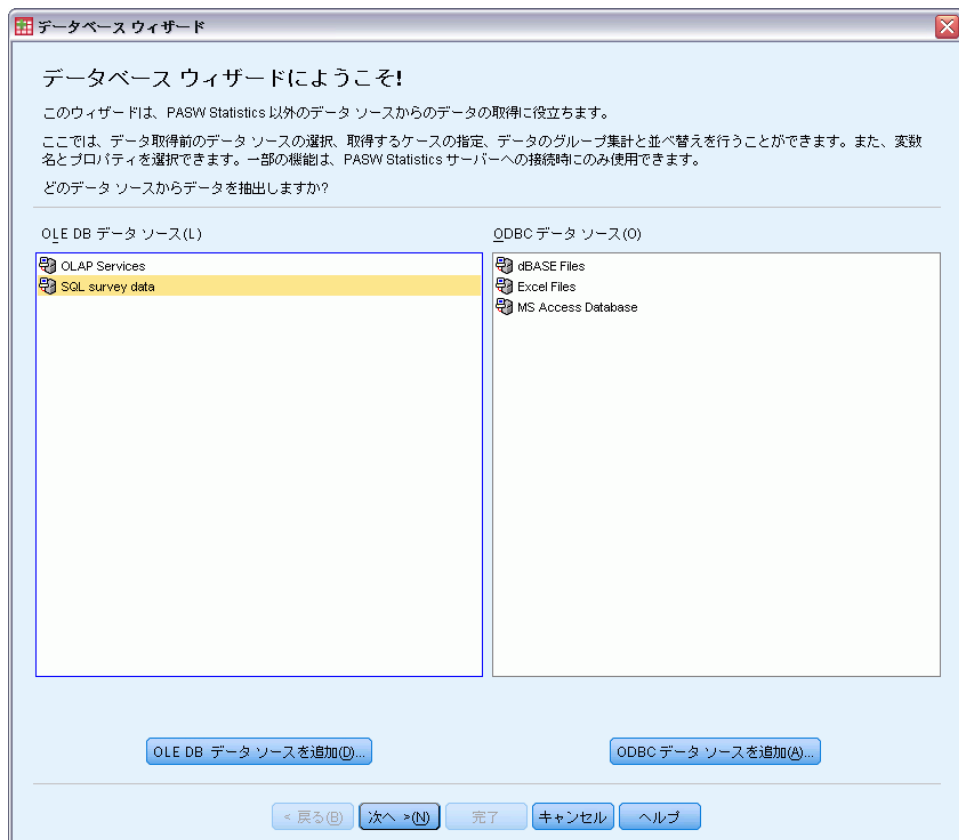 データベース ウィザード
データベース ウィザードにようこそ!
このウィザードは、PASW Statistics 以外のデータ ソースからのデータの取得に役立ちます。
ここでは、データ取得前のデータ ソースの選択、取得するケースの指定、データのグループ集計と並べ替えを行うことができます。また、変数
名とプロパティを選択できます。一部の機能は、PASW Statistics サーバーへの接続時にのみ使用できます。
どのデータ ソースからデータを抽出しますか?
OLE DB データ ソース(L)
OLAP Services
SQL survey data
ODBC データ ソース(O)
dBASE Files
Excel Files
MS Access Database
OLE DB データ ソースを追加(D)...
ODBC データ ソースを追加(A)...
< 戻る(B)
次へ >(N)
完了
キャンセル
ヘルプ